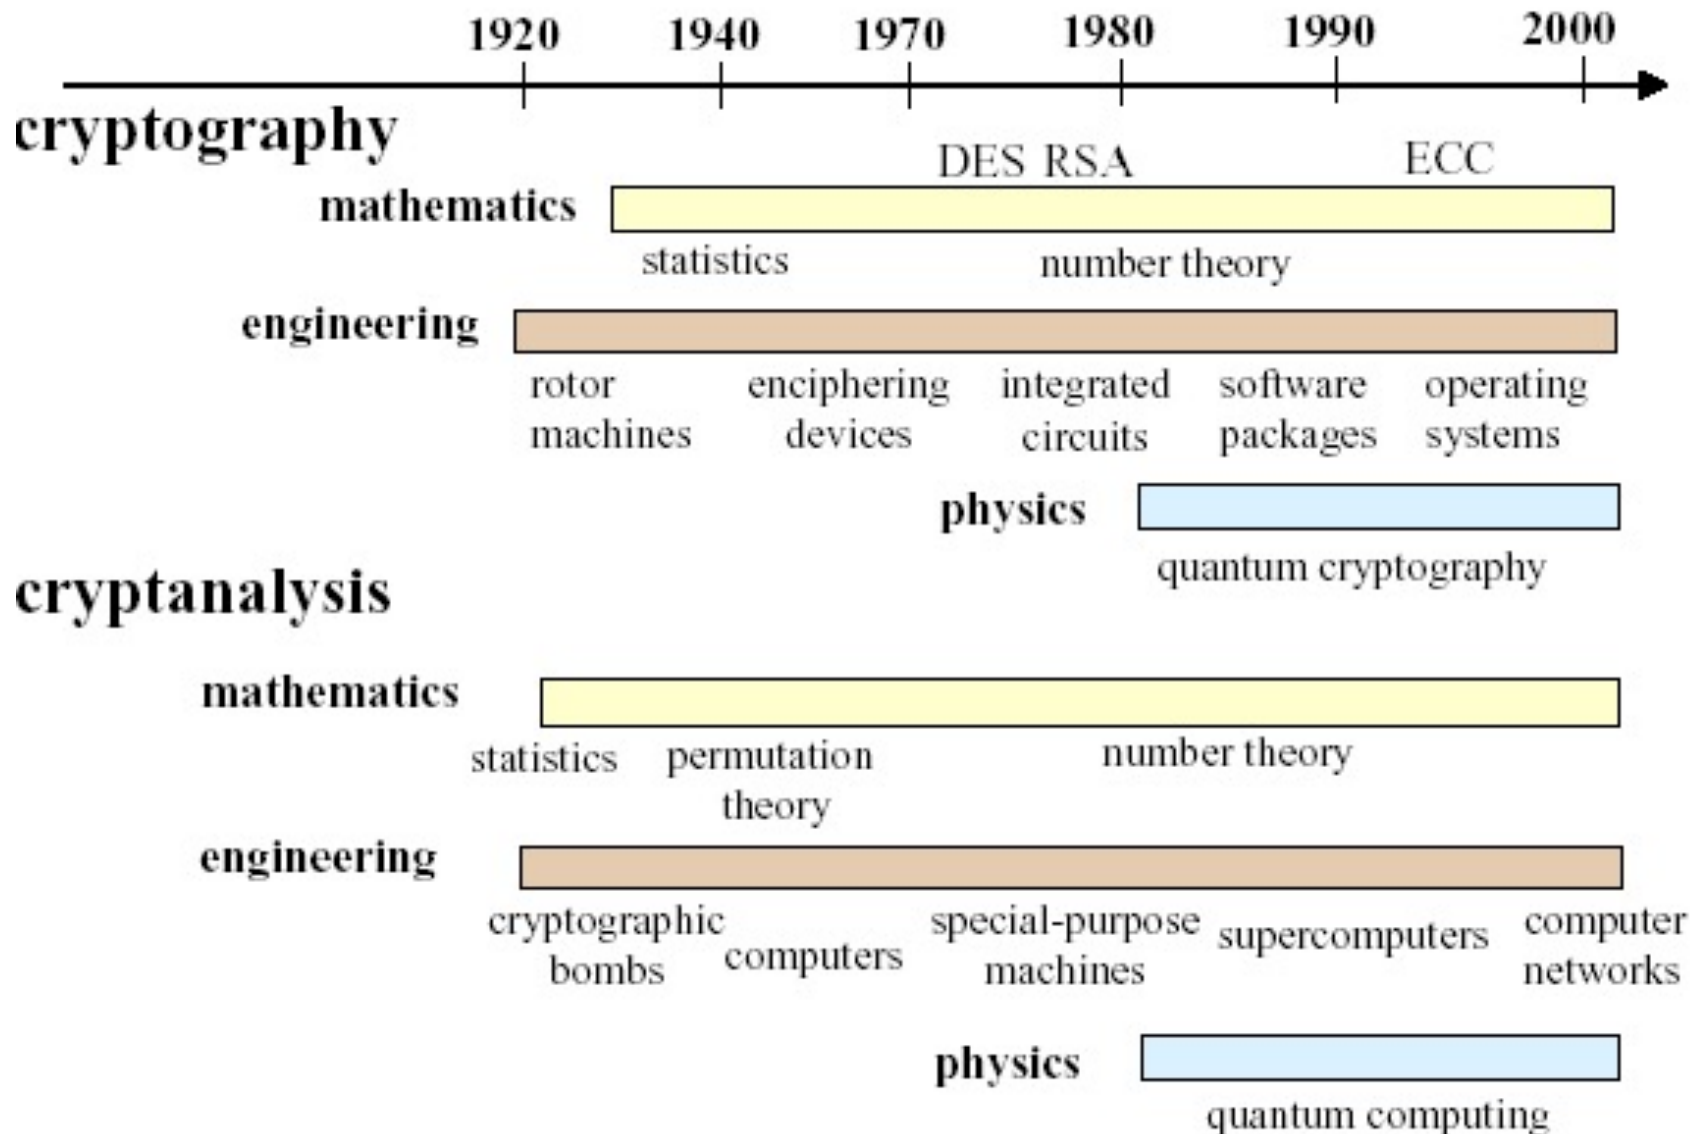 1920 1940 1970 1980 1990 2000
cryptography
DES RSA ECC
mathematics
statistics number theory
engineering
rotor enciphering integrated software operating
machines devices circuits packages systems
physics
quantum cryptography
cryptanalysis
mathematics
statistics permutation number theory
theory
engineering
cryptographic special-purpose supercomputers computer
bombs computers machines networks
physics
quantum computing